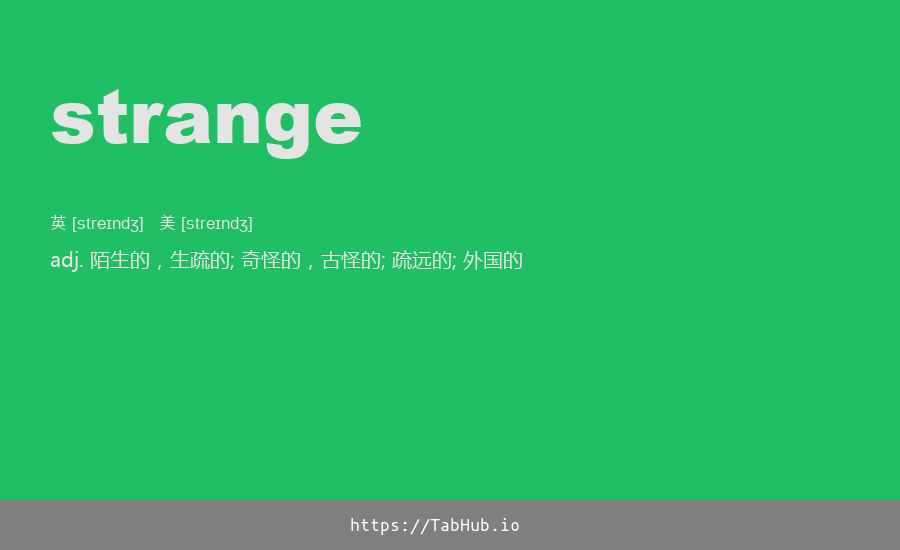 strange
英 [streɪndʒ] 美 [streɪndʒ]
adj. 陌生的，生疏的; 奇怪的，古怪的; 疏远的; 外国的
https://TabHub.io